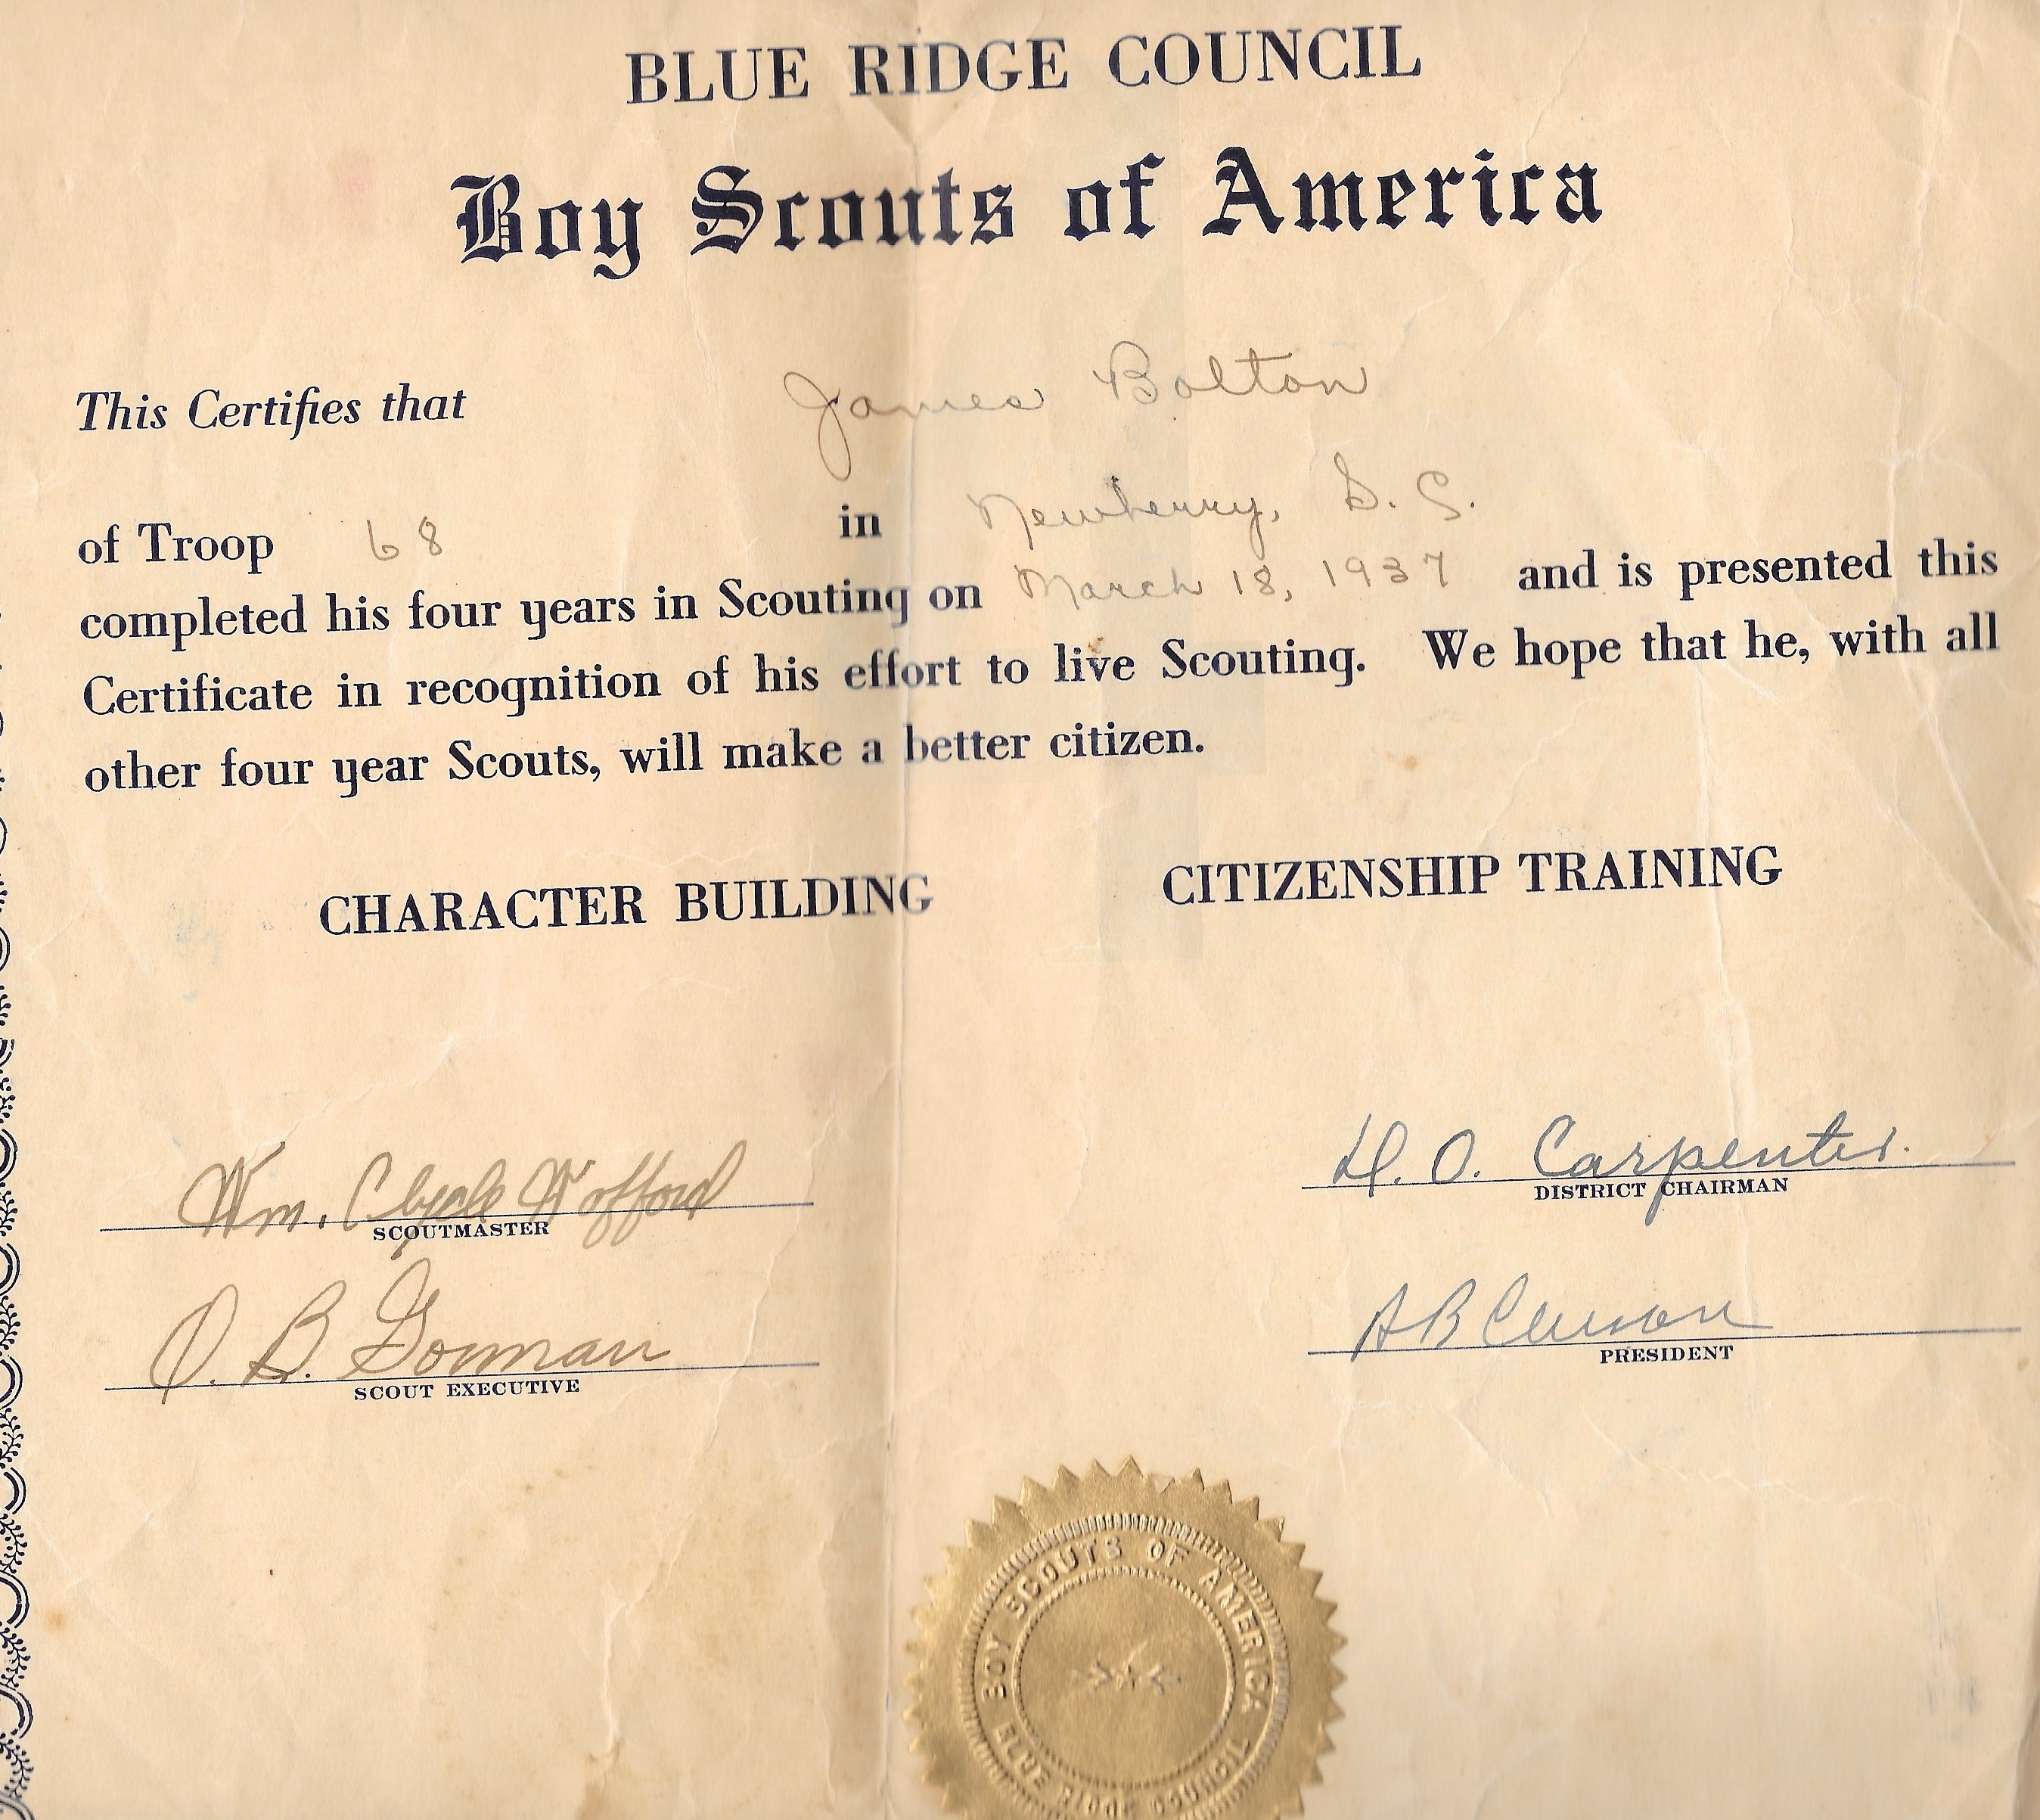 BLUE RIDGE COUNCIL
Boy Scouts of America
This Certifies that James Bolton
of Troop 68 in Newberry, S. C.
completed his four years in Scouting on March 18, 1937 and is presented this
Certificate in recognition of his effort to live Scouting. We hope that he, with all
other four year Scouts, will make a better citizen.
CHARACTER BUILDING CITIZENSHIP TRAINING
Wm. Clyde Wofford
SCOUTMASTER
H. O. Carpenter.
DISTRICT CHAIRMAN
O. B. Gorman
SCOUT EXECUTIVE
A B
PRESIDENT
BOY SCOUTS OF AMERICA
BLUE RIDGE COUNCIL